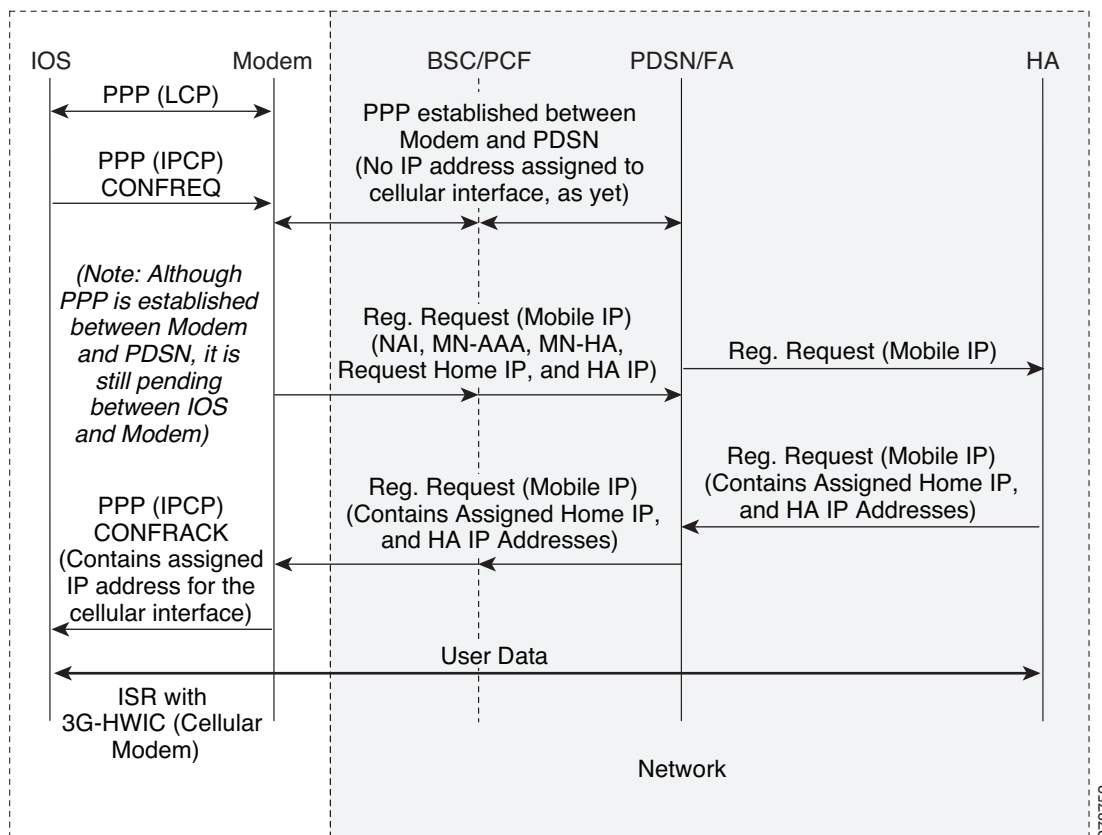 IOS
Modem
BSC/PCF
PDSN/FA
HA
PPP (LCP)
PPP established between
Modem and PDSN
(No IP address assigned to
cellular interface, as yet)
PPP (IPCP)
CONFREQ
(Note: Although
PPP is established
between Modem
and PDSN, it is
still pending
between IOS
and Modem)
Reg. Request (Mobile IP)
(NAI, MN-AAA, MN-HA,
Request Home IP, and HA IP)
Reg. Request (Mobile IP)
Reg. Request (Mobile IP)
(Contains Assigned Home IP,
and HA IP Addresses)
Reg. Request (Mobile IP)
(Contains Assigned Home IP,
and HA IP Addresses)
PPP (IPCP)
CONFRACK
(Contains assigned
IP address for the
cellular interface)
User Data
ISR with
3G-HWIC (Cellular
Modem)
Network